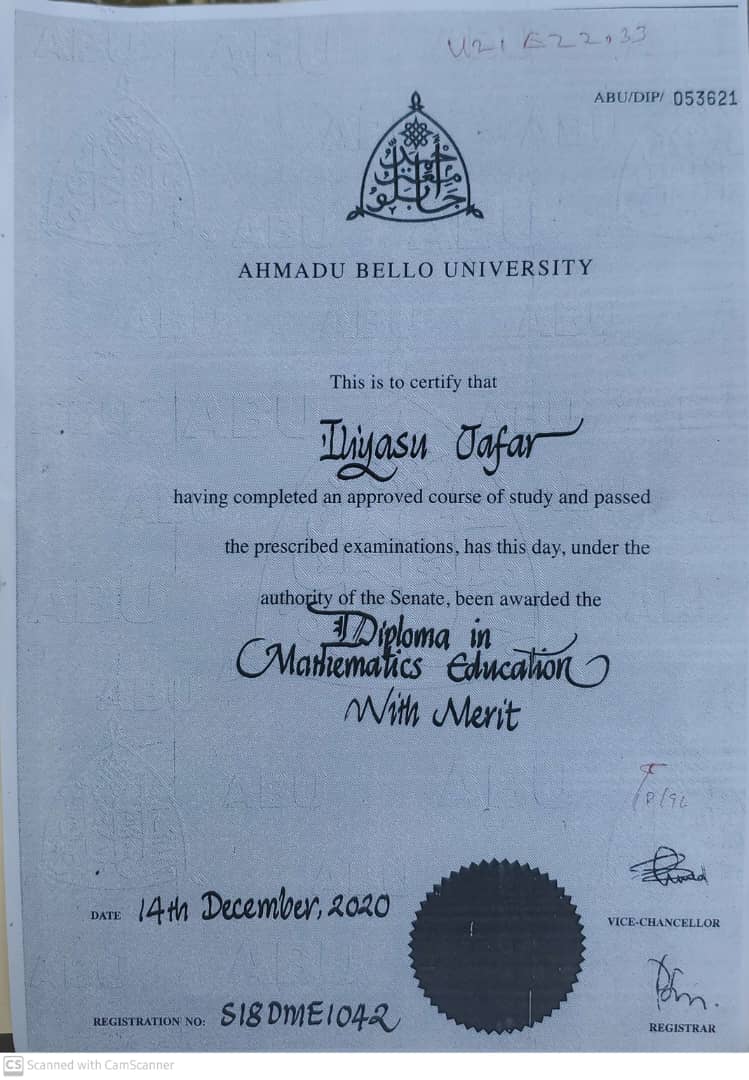 U21 E22,33
ABU/DIP/ 053621
AHMADU BELLO UNIVERSITY
This is to certify that
Iliyasu Jafar
having completed an approved course of study and passed
the prescribed examinations, has this day, under the
authority of the Senate, been awarded the
Diploma in
Mathematics Education
With Merit
DATE 14th December, 2020
VICE-CHANCELLOR
REGISTRATION NO: S18DME1042
REGISTRAR
CS Scanned with CamScanner